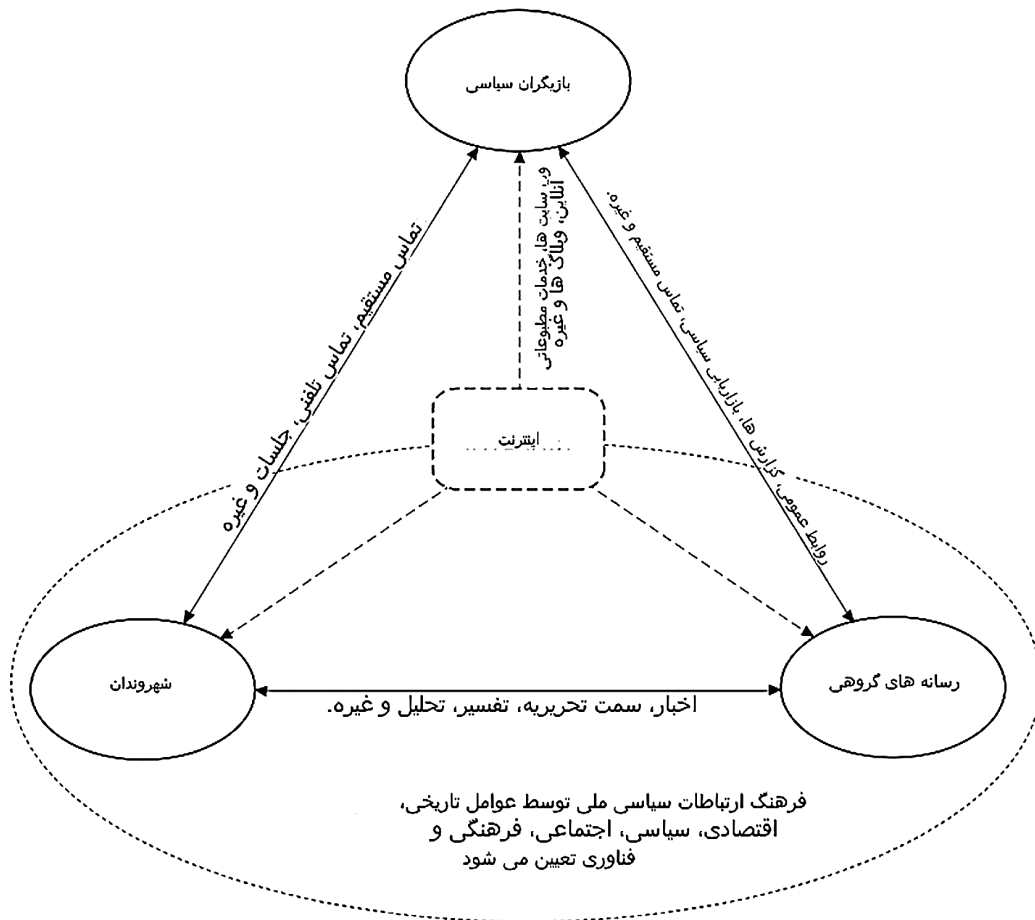 بازیگران سیاسی
وب سایت ها، خدمات مطبوعاتی
آنلاین، وبلاگ ها و غیره
تماس مستقیم، تماس تلفنی، جلسات و غیره
روابط عمومی، گزارش ها، بازاریابی سیاسی، تماس مستقیم و غیره.
اینترنت
شهروندان
رسانه های گروهی
اخبار، سمت تحریریه، تفسیر، تحلیل و غیره.
فرهنگ ارتباطات سیاسی ملی توسط عوامل تاریخی،
اقتصادی، سیاسی، اجتماعی، فرهنگی و
فناوری تعیین می شود